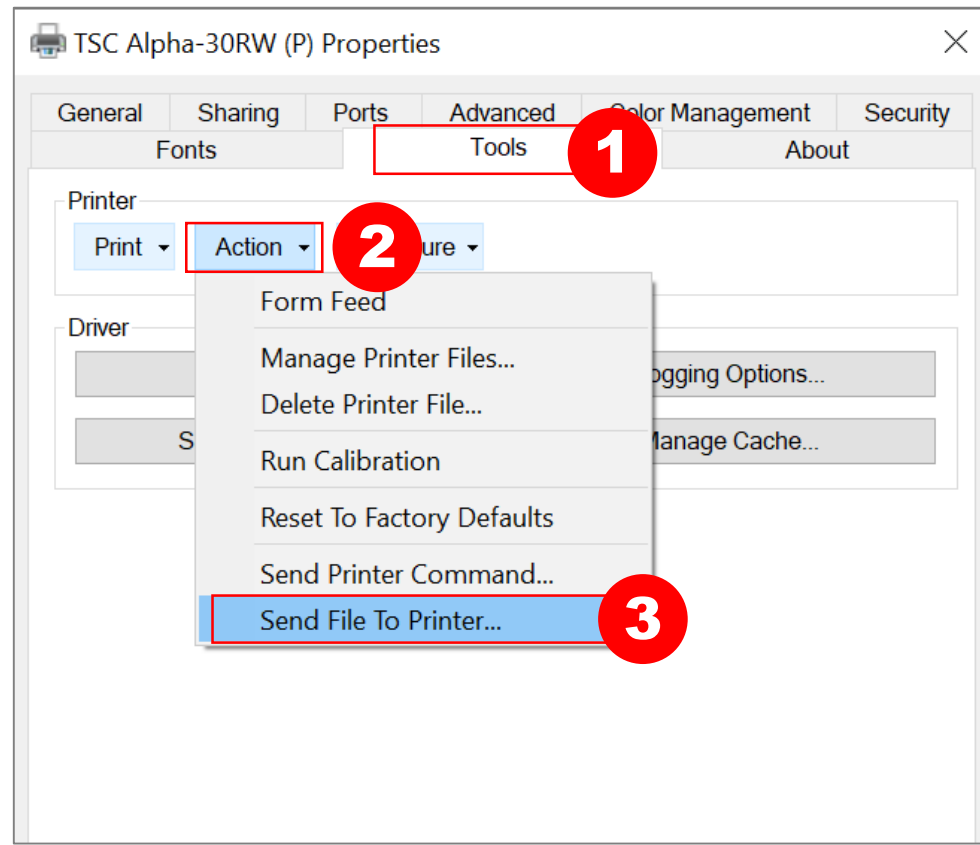 TSC Alpha-30RW (P) Properties
General Sharing Ports Advanced Color Management Security
Fonts Tools 1 About
Printer
Print Action 2 ure
Form Feed
Driver
Manage Printer Files...
ogging Options...
Delete Printer File...
S Manage Cache...
Run Calibration
Reset To Factory Defaults
Send Printer Command...
Send File To Printer... 3